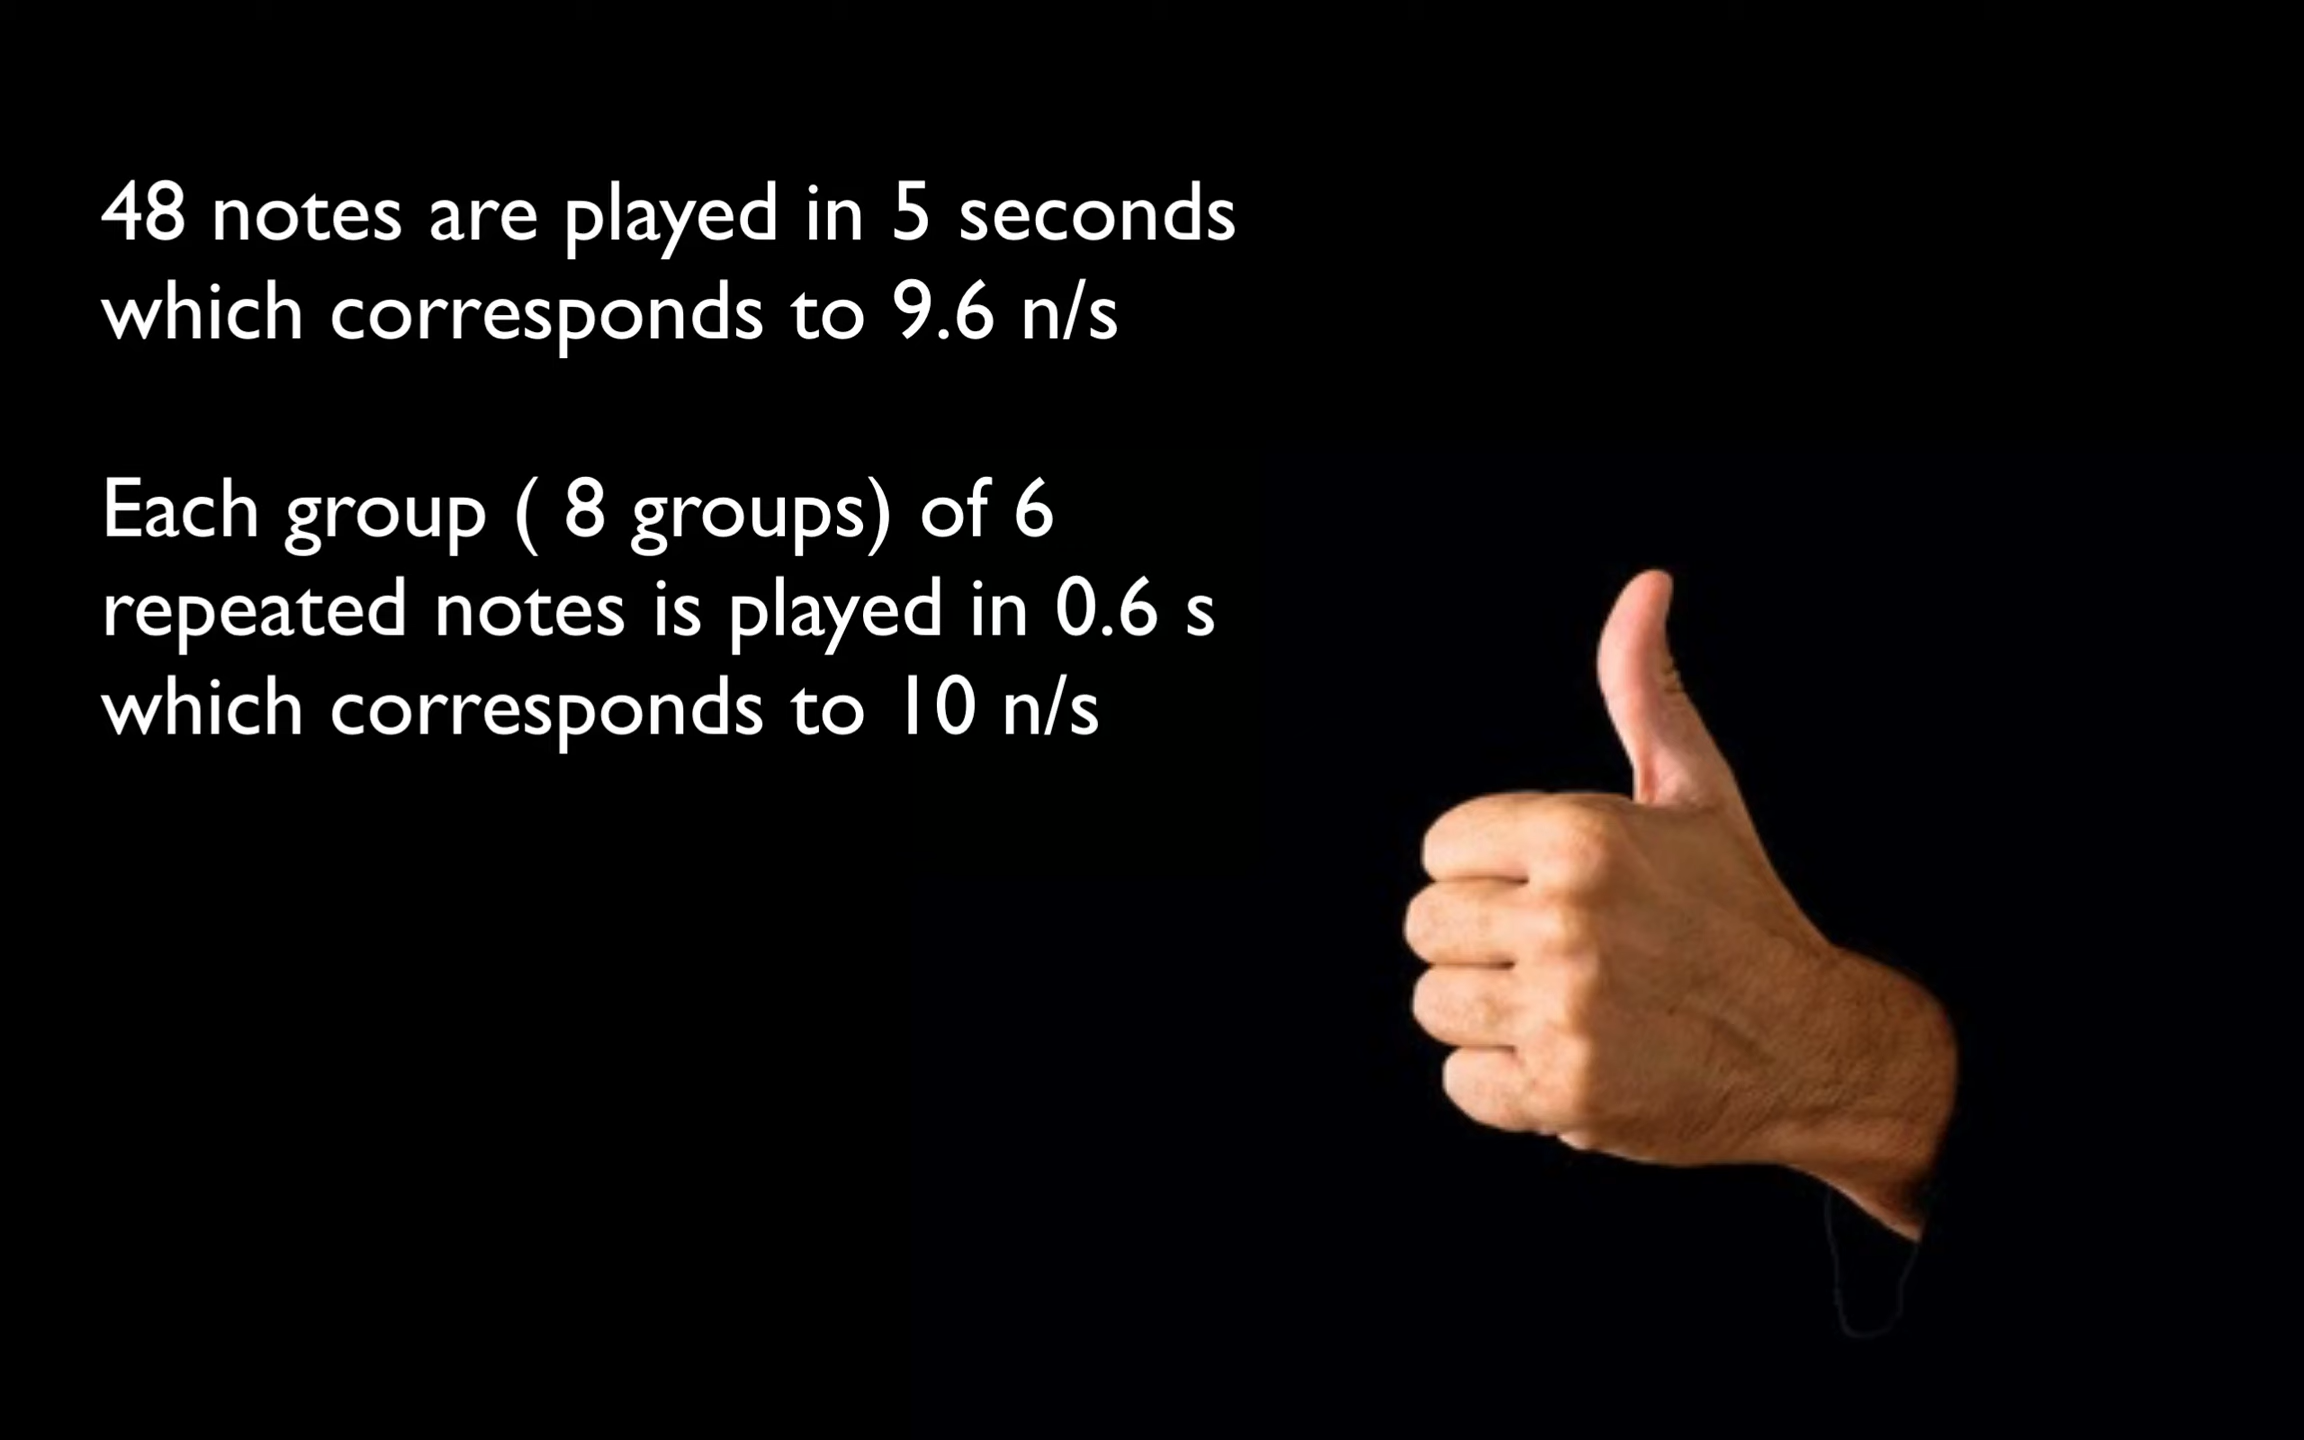 48 notes are played in 5 seconds
which corresponds to 9.6 n/s
Each group ( 8 groups) of 6
repeated notes is played in 0.6 s
which corresponds to 10 n/s